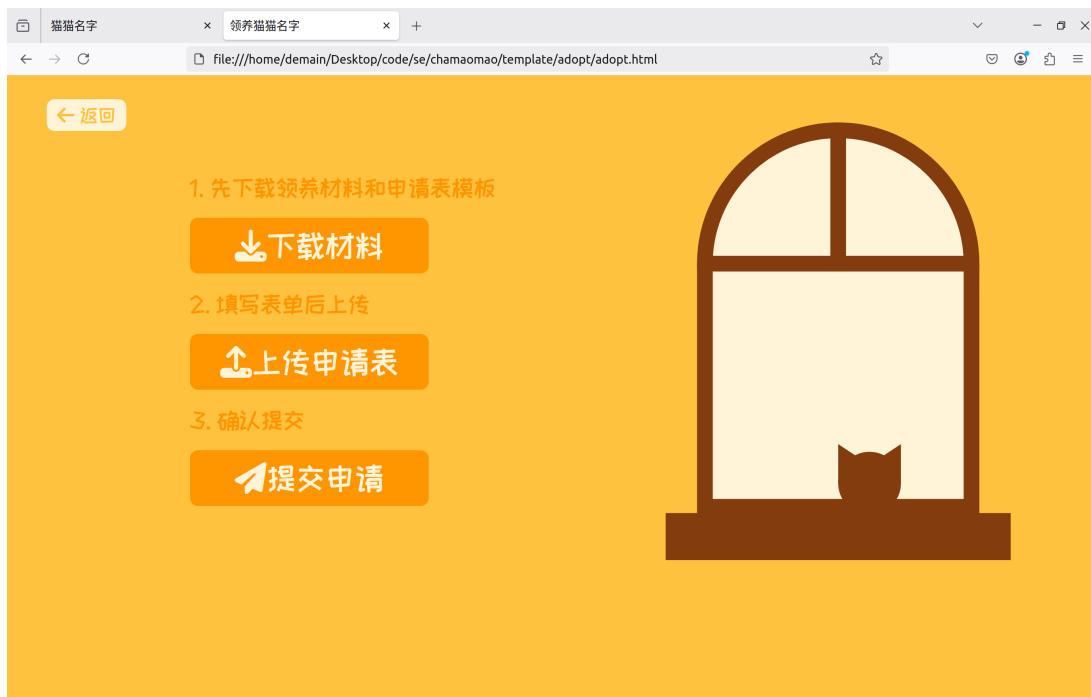 猫猫名字
领养猫猫名字
file:///home/demain/Desktop/code/se/chamaomao/template/adopt/adopt.html
返回
1. 先下载领养材料和申请表模板
下载材料
2. 填写表单后上传
上传申请表
3. 确认提交
提交申请